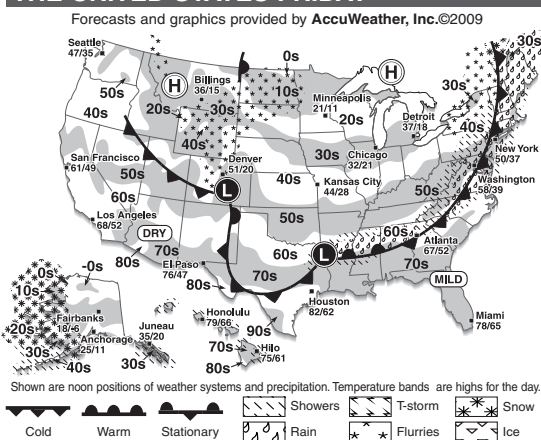 THE UNITED STATES FRIDAY
Forecasts and graphics provided by AccuWeather, Inc.©2009
Seattle
47/35
0s
30s
H
H
Billings
36/15
30s
50s
20s
30s
10s
Minneapolis
21/11
20s
Detroit
37/18
40s
40s
40s
New York
50/37
San Francisco
61/49
50s
Denver
51/20
30s
Chicago
32/21
Washington
58/39
60s
L
40s
Kansas City
44/28
50s
Los Angeles
68/52
50s
DRY
70s
60s
L
60s
Atlanta
67/52
80s
El Paso
76/47
70s
70s
80s
MILD
0s
-0s
10s
Houston
82/62
Fairbanks
18/-6
Juneau
35/20
Honolulu
79/66
90s
Miami
78/65
20s
Anchorage
25/11
30s
30s
40s
70s
Hilo
75/61
80s
Shown are noon positions of weather systems and precipitation. Temperature bands are highs for the day.
Showers
T-storm
Snow
Cold
Warm
Stationary
Rain
Flurries
Ice